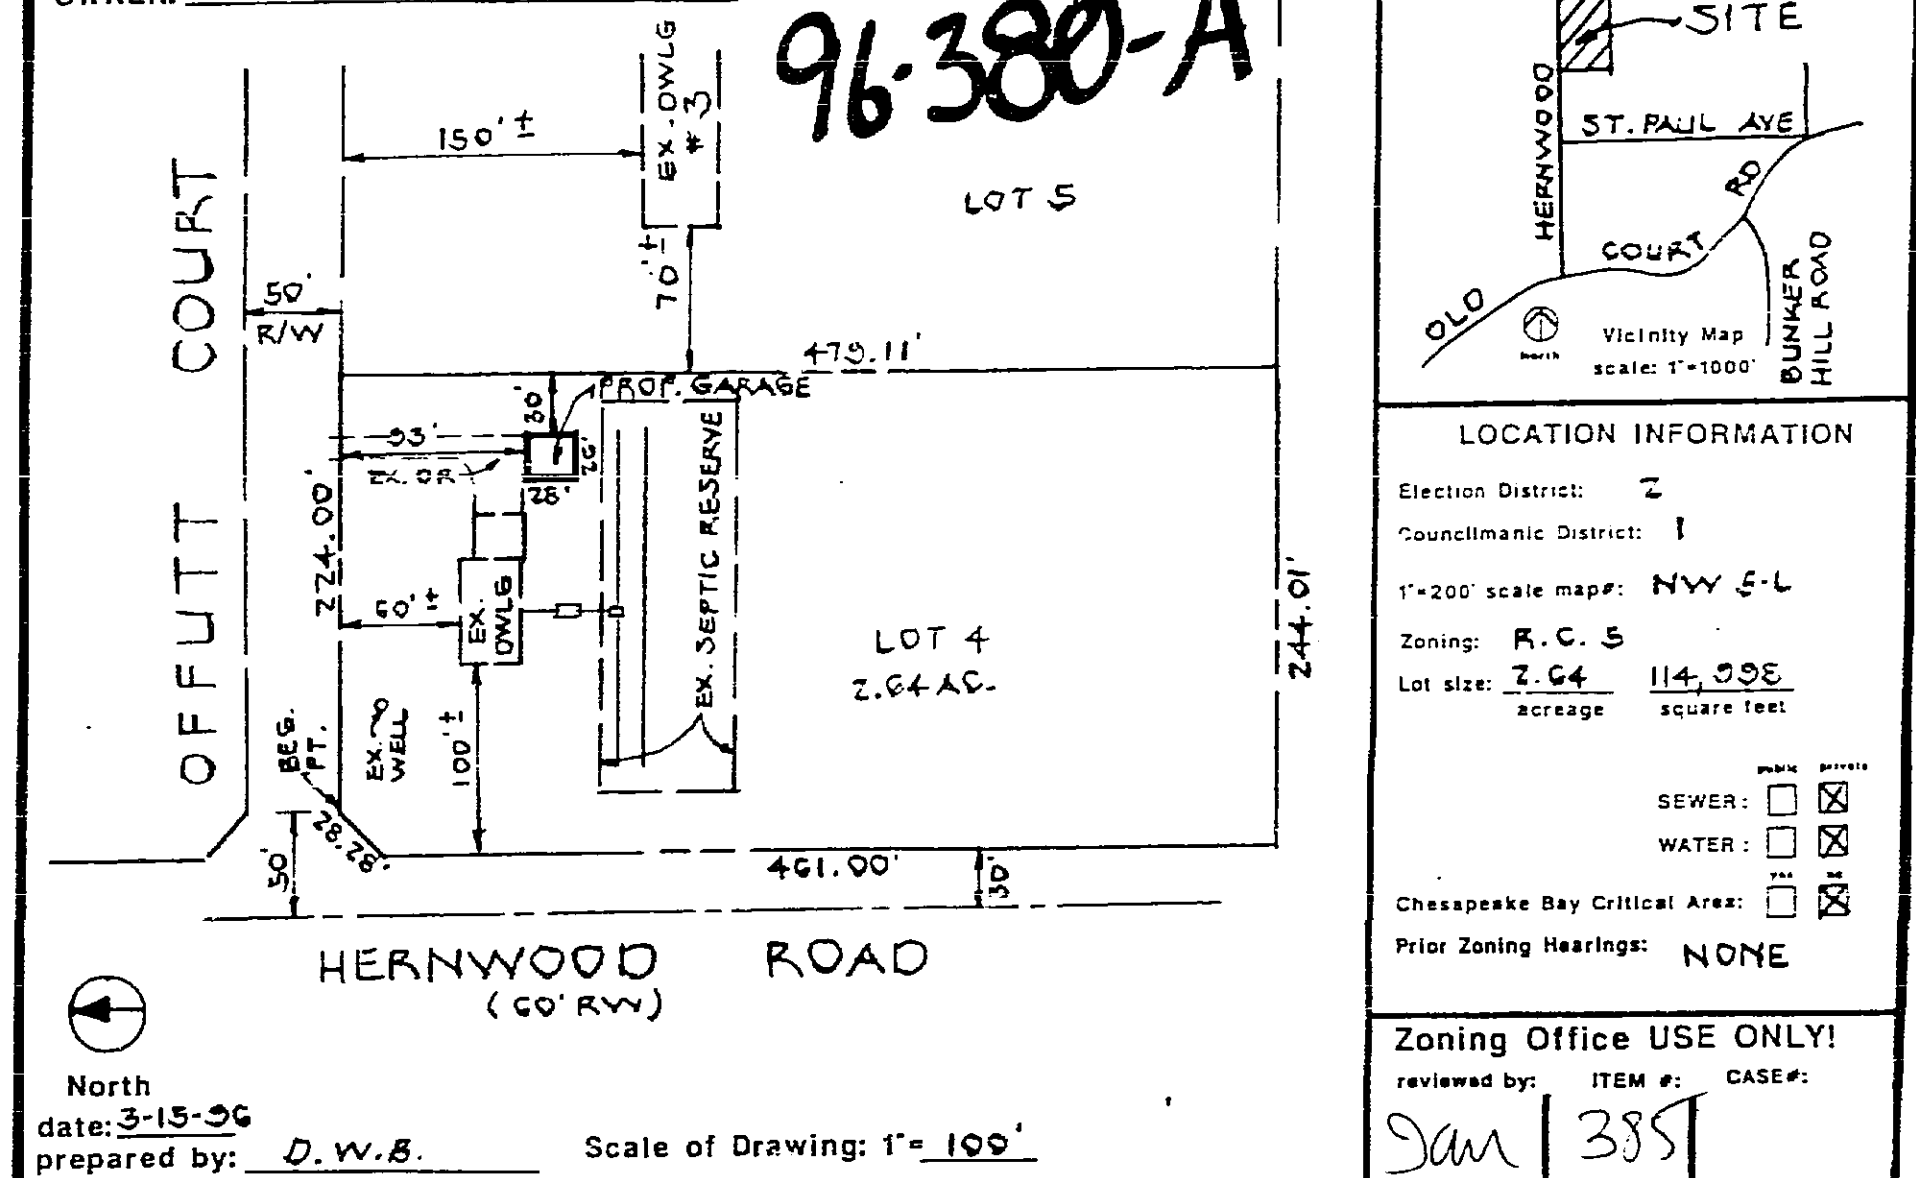 96-380-A
EX. DWLG
# 3
150' ±
LOT 5
70' ±
OFFUTT COURT
50'
R/W
479.11'
PROP. GARAGE
30'
93'
EX. DR
26'
28'
224.00'
60' ±
EX.
DWLG
EX. SEPTIC RESERVE
LOT 4
2.64 AC.
244.01'
BEG.
PT.
EX.
WELL
100' ±
28.28'
50'
461.00'
30'
HERNWOOD ROAD
(60' RW)
North
date: 3-15-96
prepared by: D.W.B.
Scale of Drawing: 1"= 100'
SITE
HERNWOOD
ST. PAUL AVE
OLD COURT RD
BUNKER
HILL ROAD
North
Vicinity Map
scale: 1"=1000'
LOCATION INFORMATION
Election District: 2
Councilmanic District: 1
1"=200' scale map#: NW 5-L
Zoning: R.C. 5
Lot size: 2.64 114,998
acreage square feet
public private
SEWER:
WATER:
yes no
Chesapeake Bay Critical Area:
Prior Zoning Hearings: NONE
Zoning Office USE ONLY!
reviewed by: ITEM #: CASE#:
385